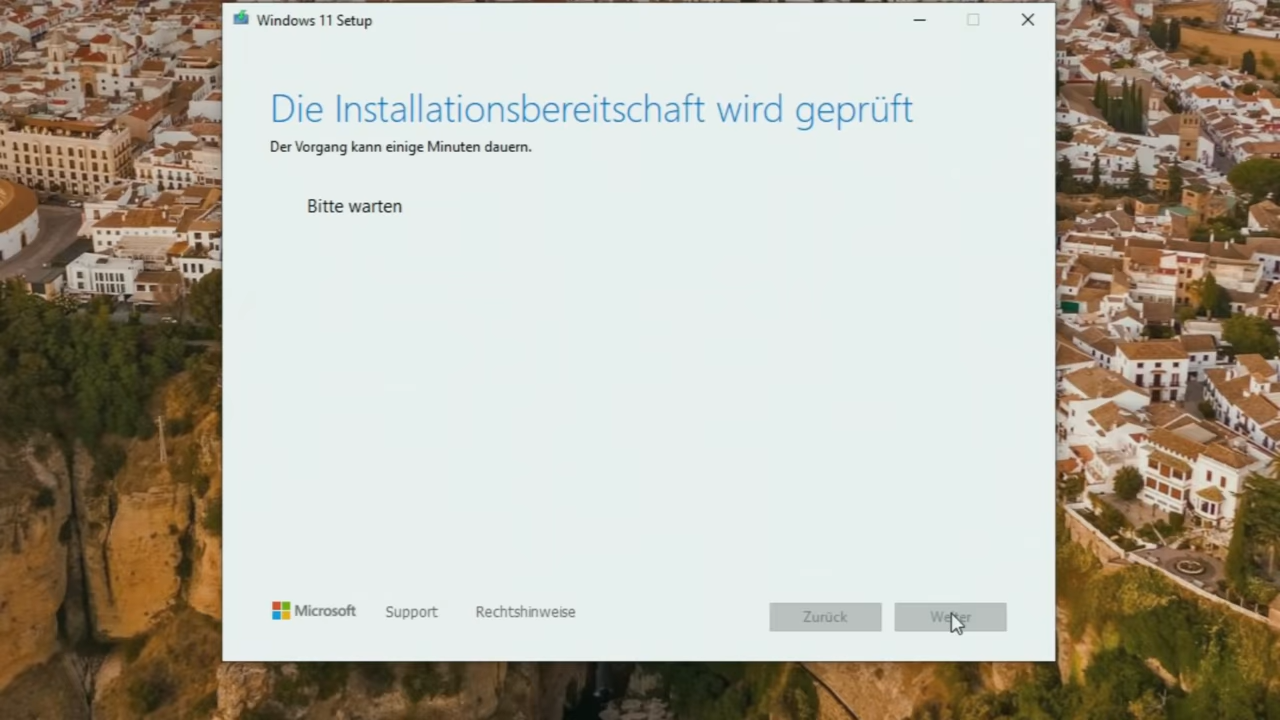 Windows 11 Setup
Die Installationsbereitschaft wird geprüft
Der Vorgang kann einige Minuten dauern.
Bitte warten
Microsoft Support Rechtshinweise Zurück Weiter